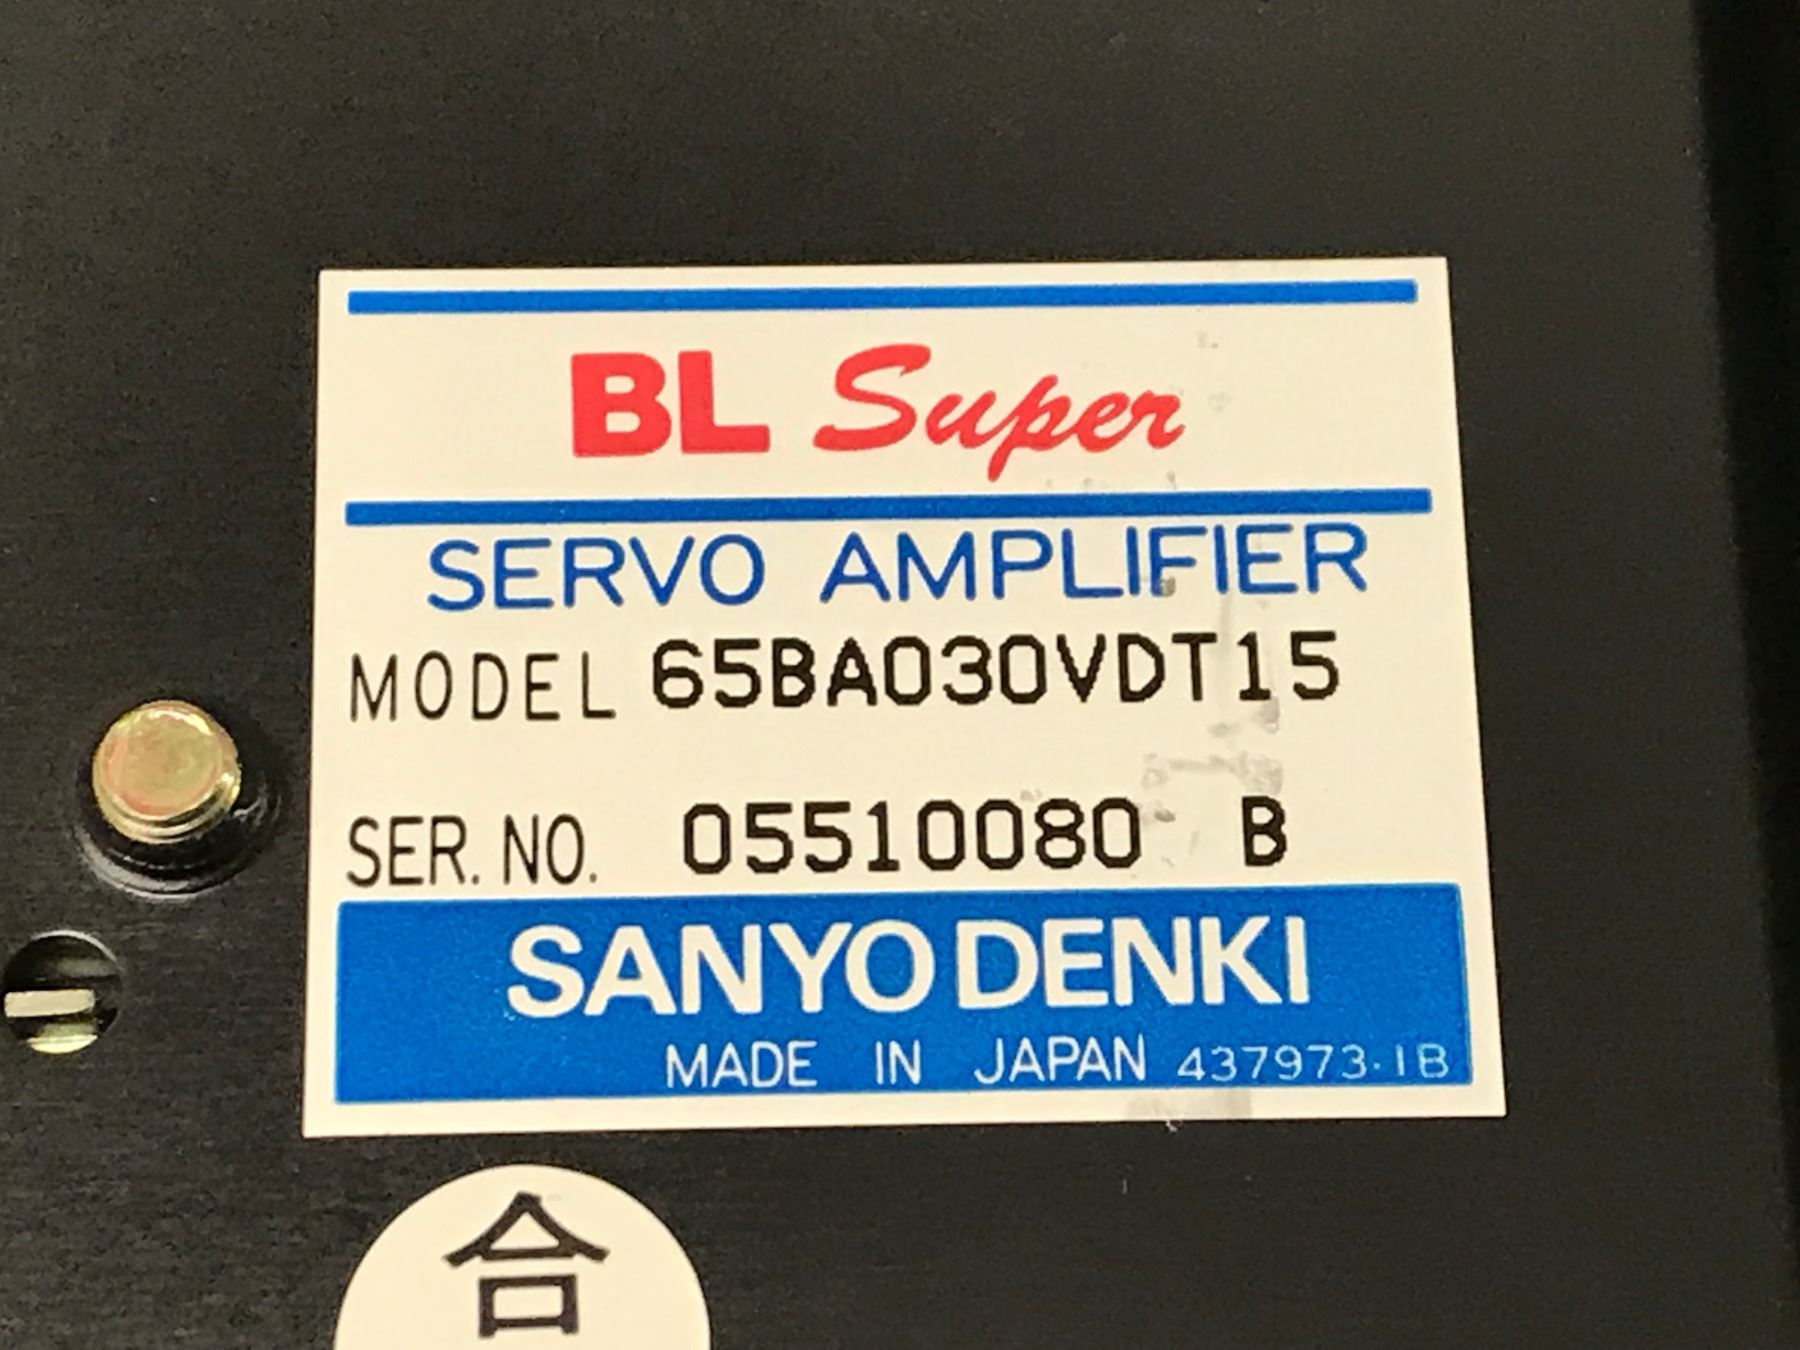 BL Super
SERVO AMPLIFIER
MODEL 65BA030VDT15
SER. NO. 05510080 B
SANYO DENKI
MADE IN JAPAN 437973-1B
合